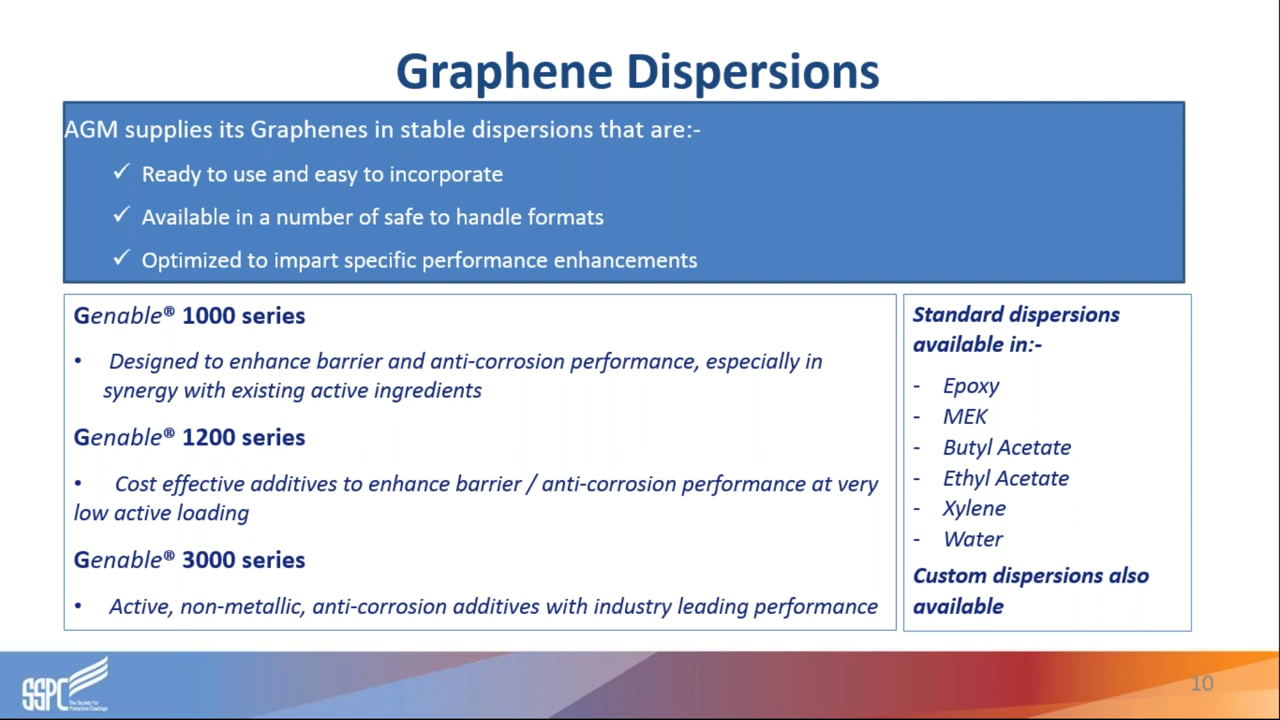 Graphene Dispersions
AGM supplies its Graphenes in stable dispersions that are:-
✓ Ready to use and easy to incorporate
✓ Available in a number of safe to handle formats
✓ Optimized to impart specific performance enhancements
Genable® 1000 series
• Designed to enhance barrier and anti-corrosion performance, especially in
synergy with existing active ingredients
Genable® 1200 series
• Cost effective additives to enhance barrier / anti-corrosion performance at very
low active loading
Genable® 3000 series
• Active, non-metallic, anti-corrosion additives with industry leading performance
Standard dispersions
available in:-
- Epoxy
- MEK
- Butyl Acetate
- Ethyl Acetate
- Xylene
- Water
Custom dispersions also
available
SSPC
The Society For
Protective Coatings
10